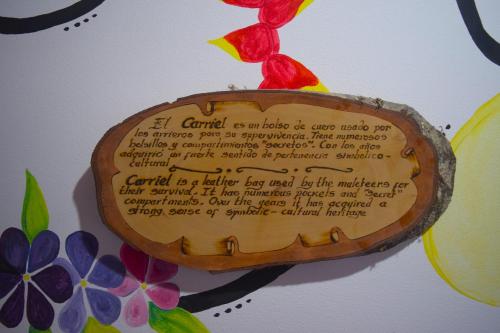 El Carriel es un bolso de cuero usado por
los arrieros para su supervivencia. Tiene numerosos
bolsillos y compartimientos "secretos". Con los años
adquirió un fuerte sentido de pertenencia simbolico-
cultural
Carriel is a leather bag used by the muleteers for
their survival. It have numerous pockets and "secret"
compartments. Over the years it has acquired a
strong sense of symbolic - cultural heritage